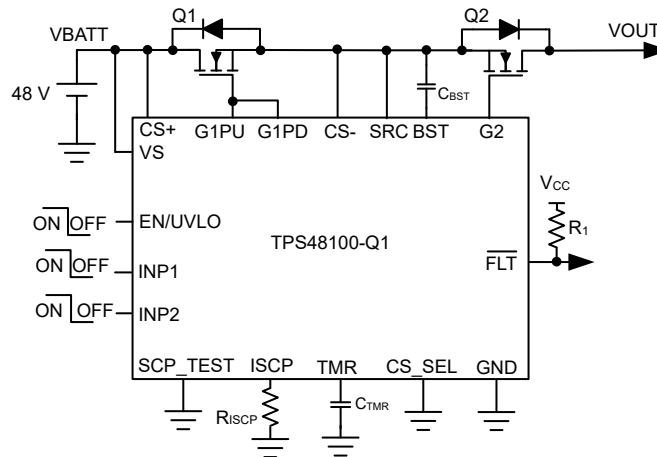 Q1
Q2
VBATT
VOUT
48 V
CBST
CS+
G1PU
G1PD
CS-
SRC
BST
G2
VS
VCC
R1
ON OFF
EN/UVLO
TPS48100-Q1
FLT
ON OFF
INP1
ON OFF
INP2
SCP_TEST
ISCP
TMR
CS_SEL
GND
RISCP
CTMR